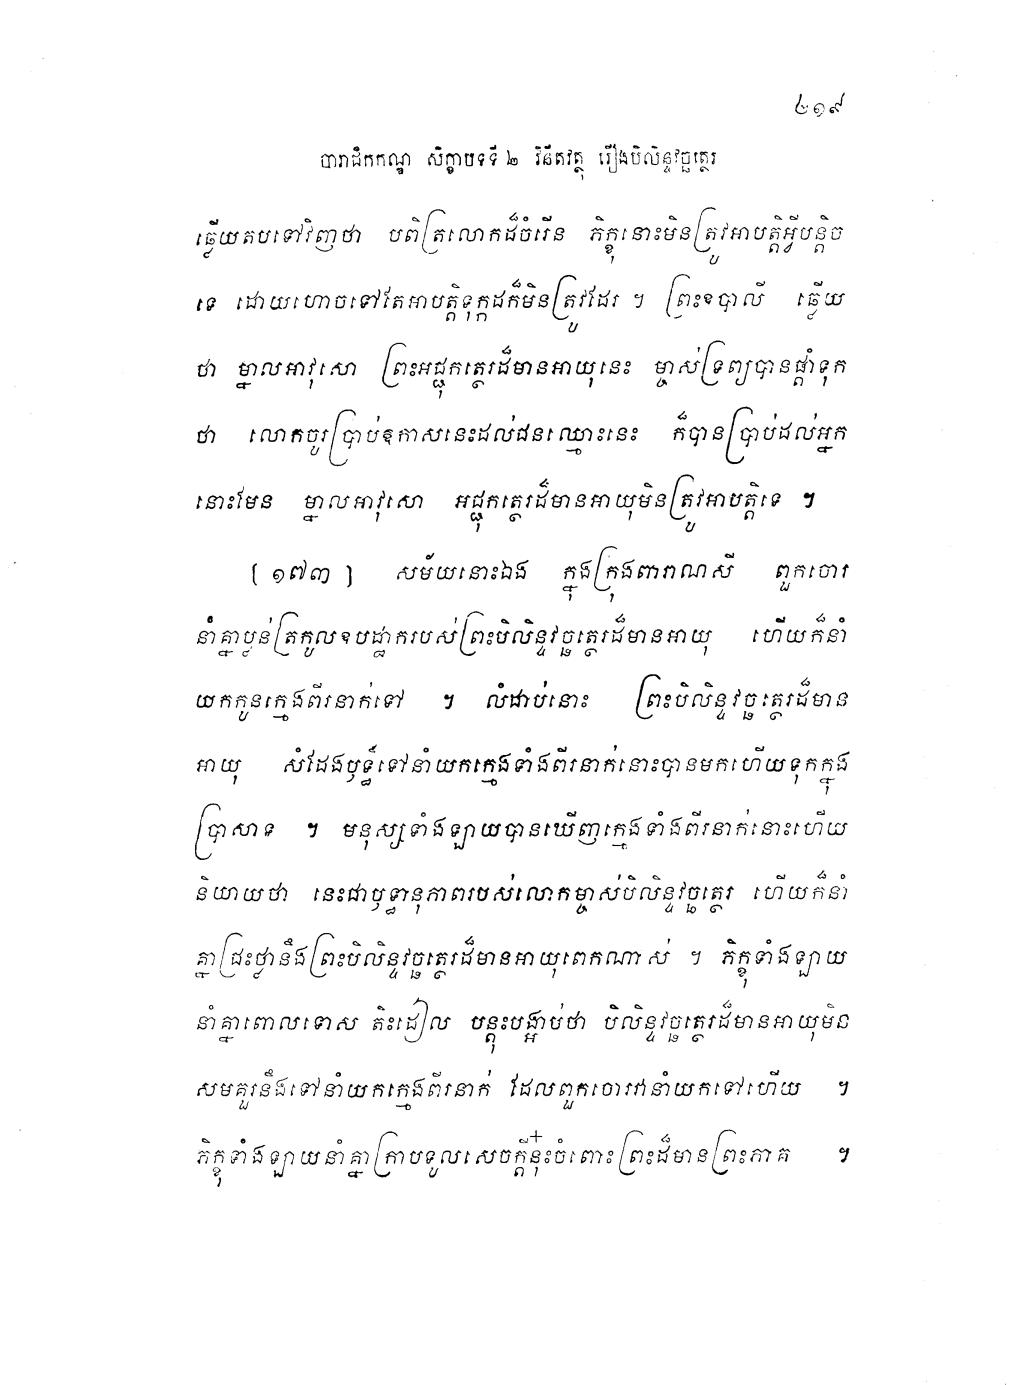 ៤១៩
បារាជិកកណ្ឌ សិក្ខាបទទី ២ វិនីតវត្ថុ រឿងបិលិន្ទវច្ឆត្ថេរ
ឆ្លើយតបទៅវិញថា បពិត្រលោកដ៏ចំរើន ភិក្ខុនោះមិនត្រូវអាបត្តិអ្វីបន្តិច
ទេ ដោយហោចទៅតែអាបត្តិទុក្កដក៏មិនត្រូវដែរ ។ ព្រះឧបាលី ឆ្លើយ
ថា ម្នាលអាវុសោ ព្រះអជ្ជុកត្ថេរដ៏មានអាយុនេះ ម្ចាស់ទ្រព្យបានផ្តាំទុក
ថា លោកចូរប្រាប់ឧកាសនេះដល់ជនឈ្មោះនេះ ក៏បានប្រាប់ដល់អ្នក
នោះមែន ម្នាលអាវុសោ អជ្ជុកត្ថេរដ៏មានអាយុមិនត្រូវអាបត្តិទេ ។
[ ១៧៣ ] សម័យនោះឯង ក្នុងក្រុងពារាណសី ពួកចោរ
នាំគ្នាប្លន់ត្រកូលឧបដ្ឋាករបស់ព្រះបិលិន្ទវច្ឆត្ថេរដ៏មានអាយុ ហើយក៏នាំ
យកកូនក្មេងពីរនាក់ទៅ ។ លំដាប់នោះ ព្រះបិលិន្ទវច្ឆត្ថេរដ៏មាន
អាយុ សំដែងឫទ្ធ៏ទៅនាំយកក្មេងទាំងពីរនាក់នោះបានមកហើយទុកក្នុង
ប្រាសាទ ។ មនុស្សទាំងឡាយបានឃើញក្មេងទាំងពីរនាក់នោះហើយ
និយាយថា នេះជាឫទ្ធានុភាពរបស់លោកម្ចាស់បិលិន្ទវច្ឆត្ថេរ ហើយក៏នាំ
គ្នាជ្រះថ្លានឹងព្រះបិលិន្ទវច្ឆត្ថេរដ៏មានអាយុពេកណាស់ ។ ភិក្ខុទាំងឡាយ
នាំគ្នាពោលទោស តិះដៀល បន្តុះបង្អាប់ថា បិលិន្ទវច្ឆត្ថេរដ៏មានអាយុមិន
សមគួរនឹងទៅនាំយកក្មេងពីរនាក់ ដែលពួកចោរវានាំយកទៅហើយ ។
ភិក្ខុទាំងឡាយនាំគ្នាក្រាបទូលសេចក្តីនុ៎ះចំពោះព្រះដ៏មានព្រះភាគ ។